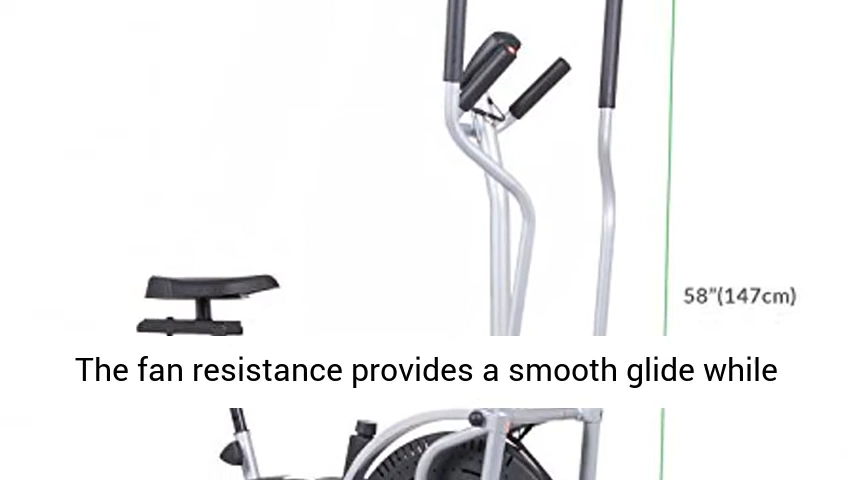 58"(147cm)
The fan resistance provides a smooth glide while